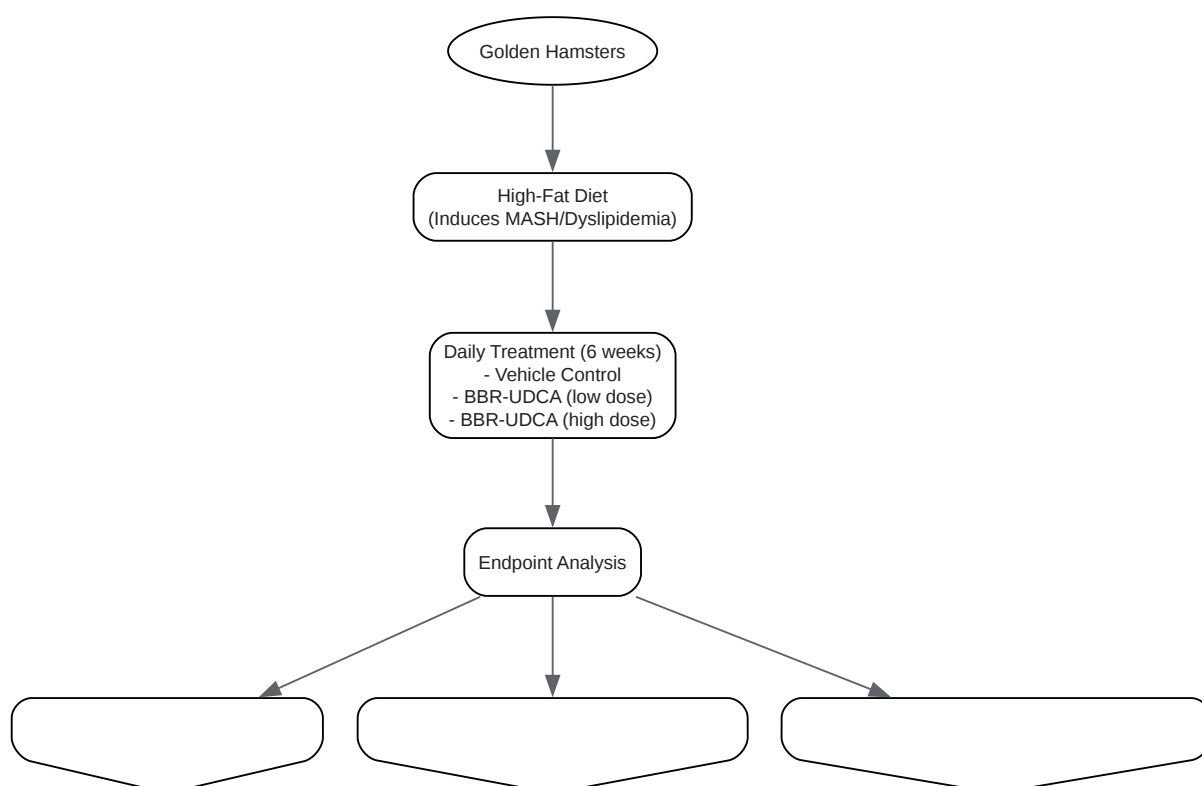 Golden Hamsters
High-Fat Diet
(Induces MASH/Dyslipidemia)
Daily Treatment (6 weeks)
- Vehicle Control
- BBR-UDCA (low dose)
- BBR-UDCA (high dose)
Endpoint Analysis